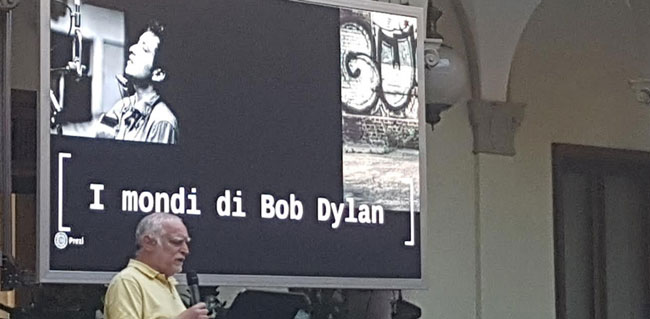 I mondi di Bob Dylan
Prezi